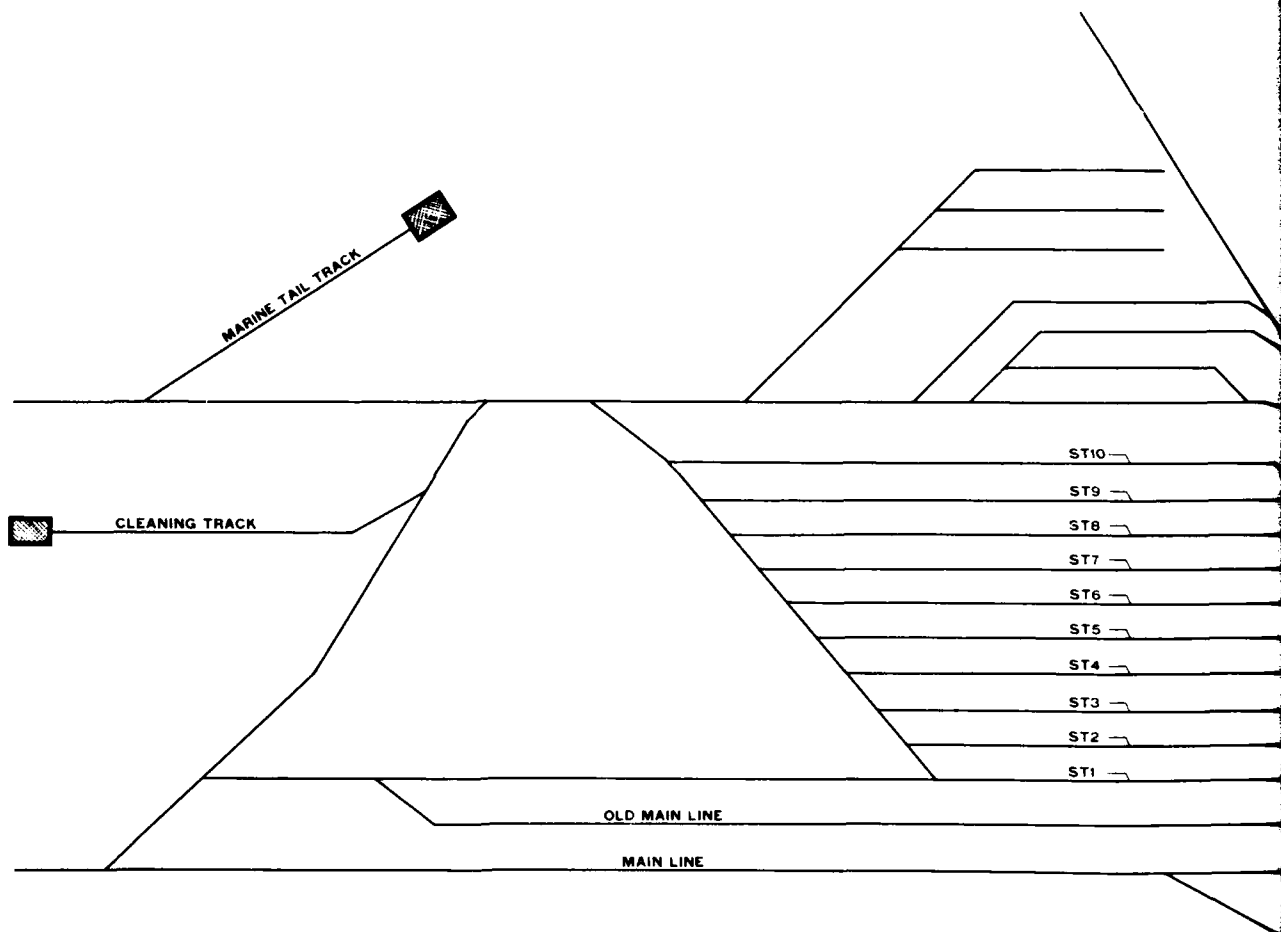 MARINE TAIL TRACK
ST10
ST9
CLEANING TRACK
ST8
ST7
ST6
ST5
ST4
ST3
ST2
ST1
OLD MAIN LINE
MAIN LINE